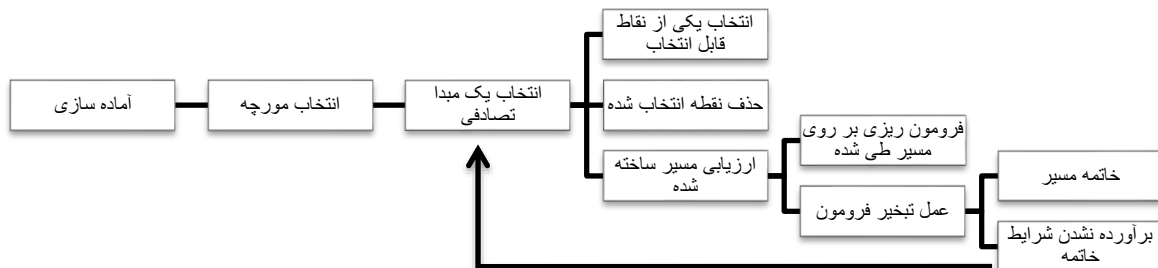 آماده سازی
انتخاب مورچه
انتخاب یک مبدا
تصادفی
انتخاب یکی از نقاط
قابل انتخاب
حذف نقطه انتخاب شده
ارزیابی مسیر ساخته
شده
فرومون ریزی بر روی
مسیر طی شده
عمل تبخیر فرومون
خاتمه مسیر
برآورده نشدن شرایط
خاتمه